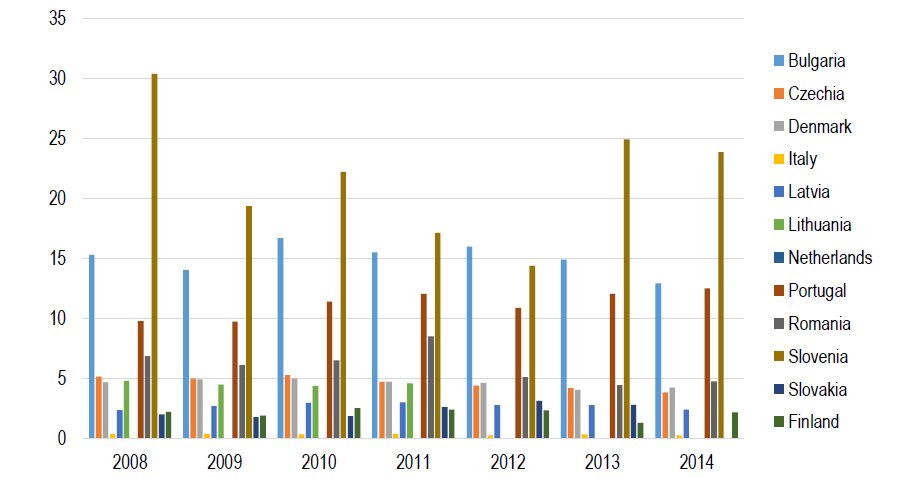 35
30
25
20
15
10
5
0
2008 2009 2010 2011 2012 2013 2014
Bulgaria
Czechia
Denmark
Italy
Latvia
Lithuania
Netherlands
Portugal
Romania
Slovenia
Slovakia
Finland